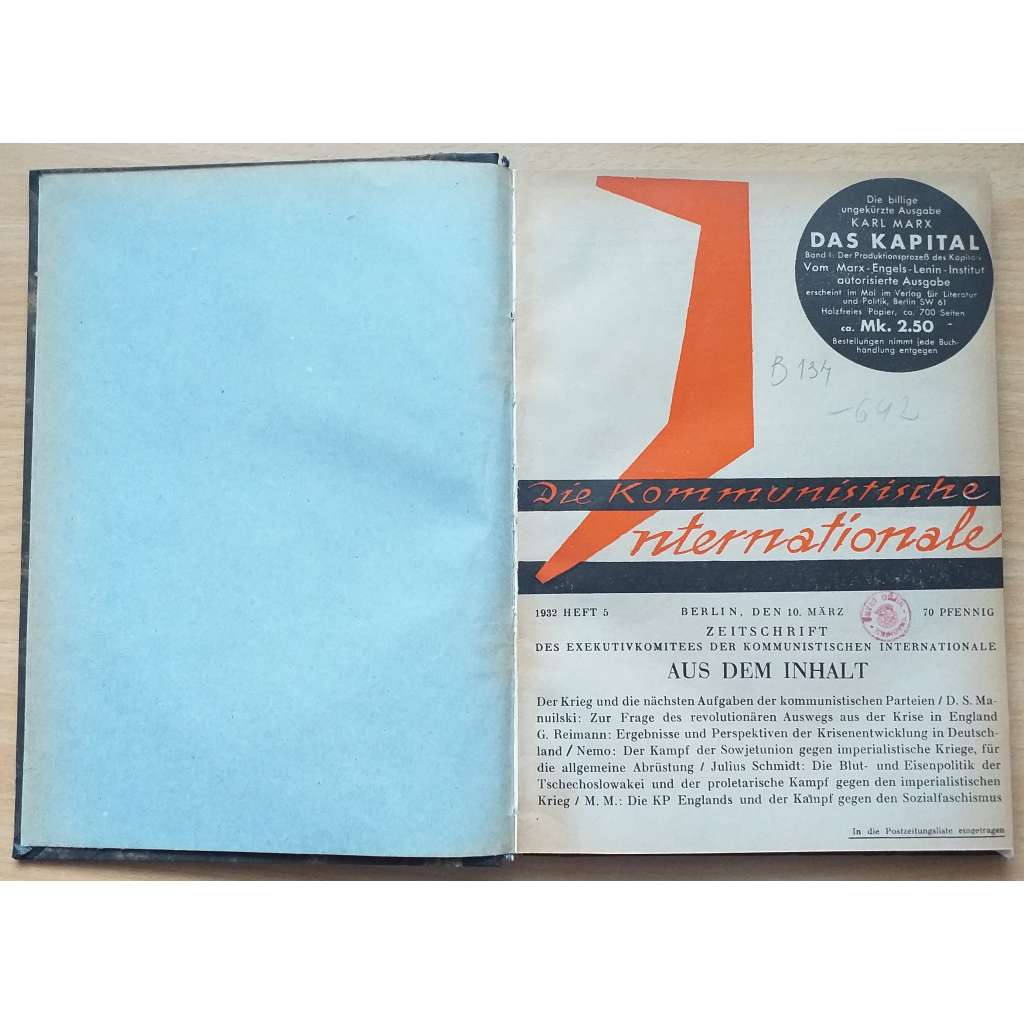 Die billige
ungekürzte Ausgabe
KARL MARX
DAS KAPITAL
Band I. Der Produktionsprozeß des Kapitals
Vom Marx-Engels-Lenin-Institut
autorisierte Ausgabe
erscheint im Mai im Verlag für Literatur
und Politik, Berlin SW 61
Holzfreies Papier, ca. 700 Seiten
ca. Mk. 2.50
Bestellungen nimmt jede Buch-
handlung entgegen
B 134
-642
Die Kommunistische
Internationale
1932 HEFT 5 BERLIN, DEN 10. MÄRZ 70 PFENNIG
ZEITSCHRIFT
DES EXEKUTIVKOMITEES DER KOMMUNISTISCHEN INTERNATIONALE
AUS DEM INHALT
Der Krieg und die nächsten Aufgaben der kommunistischen Parteien / D. S. Ma-
nuilski: Zur Frage des revolutionären Auswegs aus der Krise in England
G. Reimann: Ergebnisse und Perspektiven der Krisenentwicklung in Deutsch-
land / Nemo: Der Kampf der Sowjetunion gegen imperialistische Kriege, für
die allgemeine Abrüstung / Julius Schmidt: Die Blut- und Eisenpolitik der
Tschechoslowakei und der proletarische Kampf gegen den imperialistischen
Krieg / M. M.: Die KP Englands und der Kampf gegen den Sozialfaschismus
In die Postzeitungsliste eingetragen